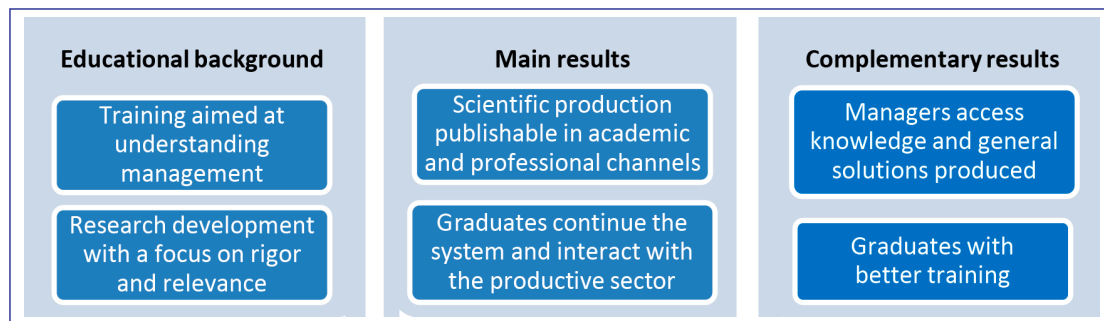 Educational background
Training aimed at
understanding
management
Research development
with a focus on rigor
and relevance
Main results
Scientific production
publishable in academic
and professional channels
Graduates continue the
system and interact with
the productive sector
Complementary results
Managers access
knowledge and general
solutions produced
Graduates with
better training